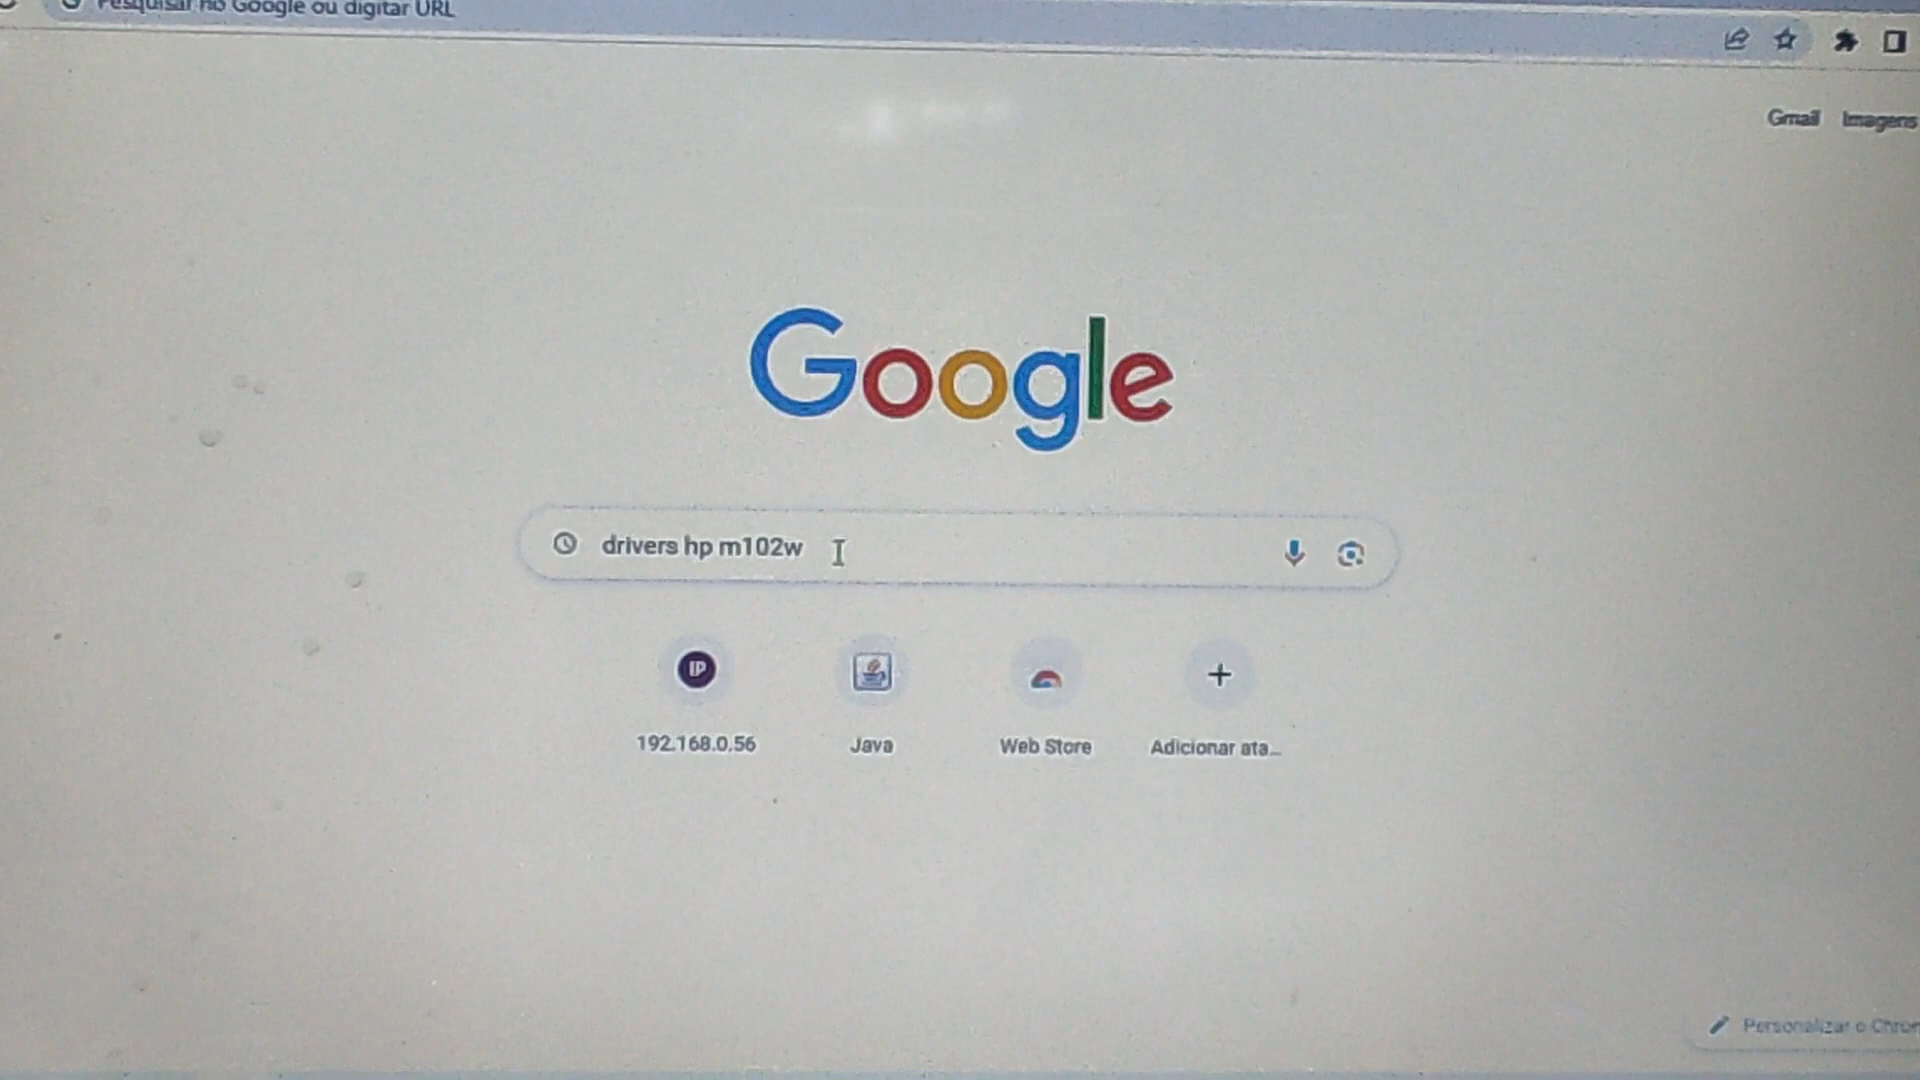 Pesquisar no Google ou digitar URL
Gmail Imagens
Google
drivers hp m102w
IP
192.168.0.56
Java
Web Store
Adicionar ata...
Personalizar o Chrom